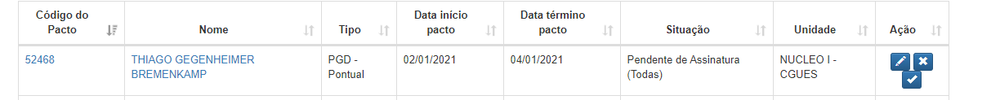 Código do Pacto
Nome
Tipo
Data início pacto
Data término pacto
Situação
Unidade
Ação
52468
THIAGO GEGENHEIMER
BREMENKAMP
PGD -
Pontual
02/01/2021
04/01/2021
Pendente de Assinatura
(Todas)
NUCLEO I -
CGUES